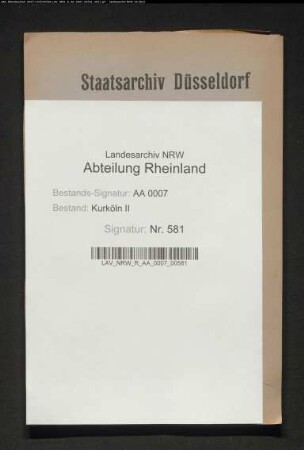 Staatsarchiv Düsseldorf
Landesarchiv NRW
Abteilung Rheinland
Bestands-Signatur: AA 0007
Bestand: Kurköln II
Signatur: Nr. 581
LAV_NRW_R_AA_0007_00581